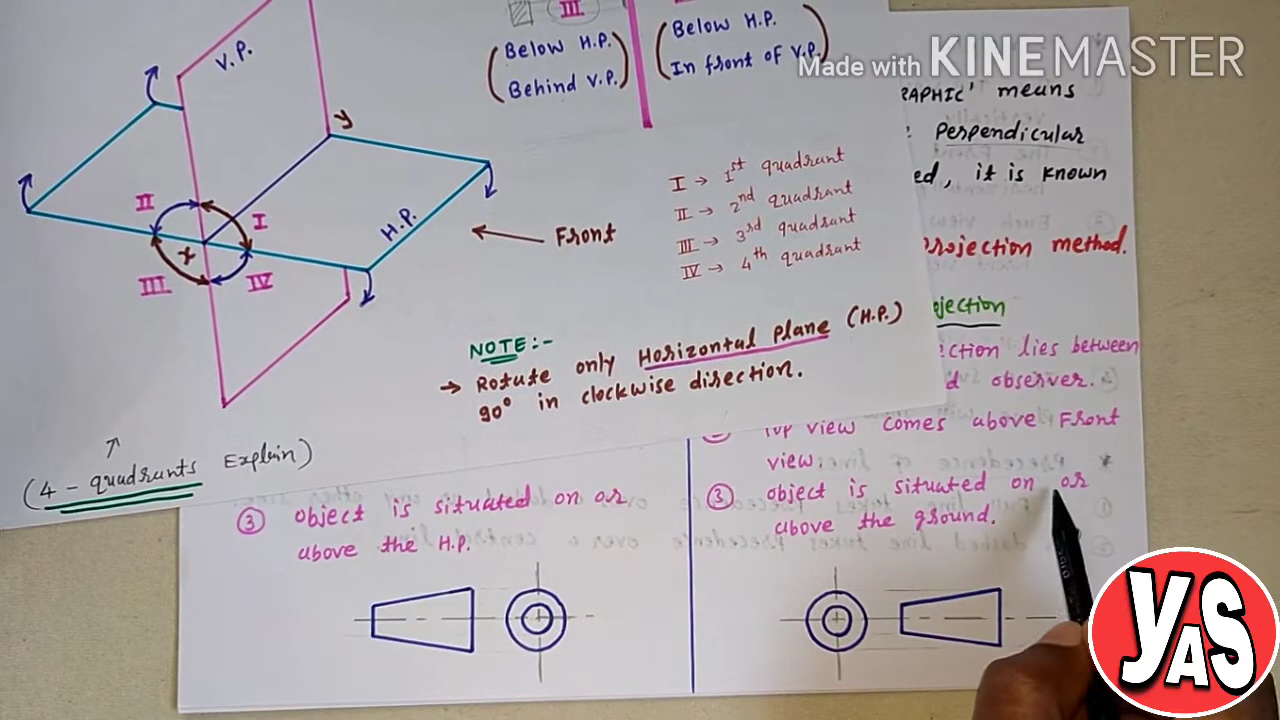 Made with KINEMASTER
V.P.
III
Below H.P.
Behind V.P.
Below H.P.
In front of V.P.
II
I
III
IV
X
Y
H.P.
Front
I → 1st quadrant
II → 2nd quadrant
III → 3rd quadrant
IV → 4th quadrant
NOTE:-
→ Rotate only Horizontal plane (H.P.)
90° in clockwise direction.
(4 - quadrants Explain)
RAPHIC' means
: Perpendicular
ed, it is known
projection method.
jection
ection lies between
d observer.
Top view comes above Front
view.
③ object is situated on or
above the H.P.
③ object is situated on or
above the ground.
YAS